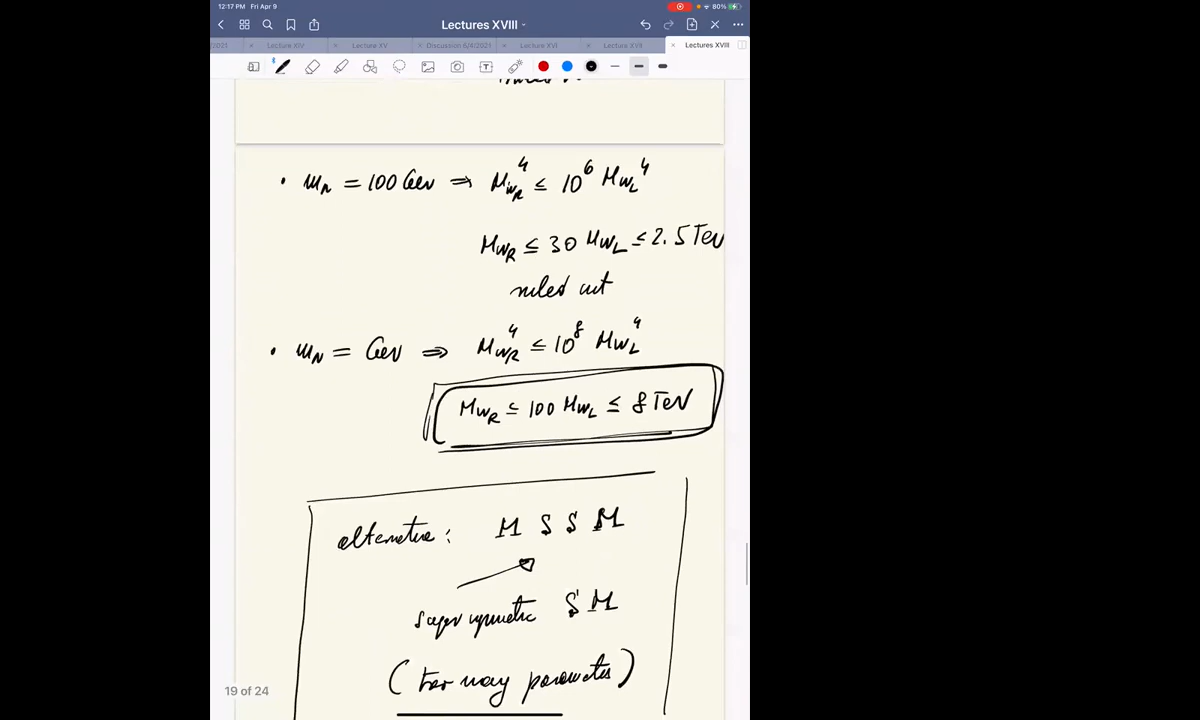 12:17 PM Fri Apr 9
80%
Lectures XVIII
/2021 Lecture XIV Lecture XV Discussion 6/4/2021 Lecture XVI Lecture XVII Lectures XVIII
• m_N = 100 GeV ⇒ M_{W_R}^4 ≤ 10^6 M_{W_L}^4
M_{W_R} ≤ 30 M_{W_L} ≤ 2.5 TeV
ruled out
• m_N = GeV ⇒ M_{W_R}^4 ≤ 10^8 M_{W_L}^4
M_{W_R} ≤ 100 M_{W_L} ≤ 8 TeV
alternative: M S S M
supersymmetric SM
(too many parameters)
19 of 24